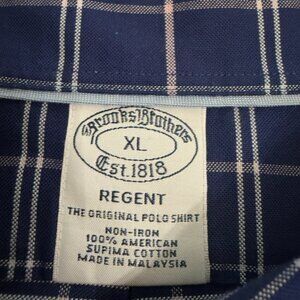 Brooks Brothers
XL
Est. 1818
REGENT
THE ORIGINAL POLO SHIRT
NON-IRON
100% AMERICAN
SUPIMA COTTON
MADE IN MALAYSIA